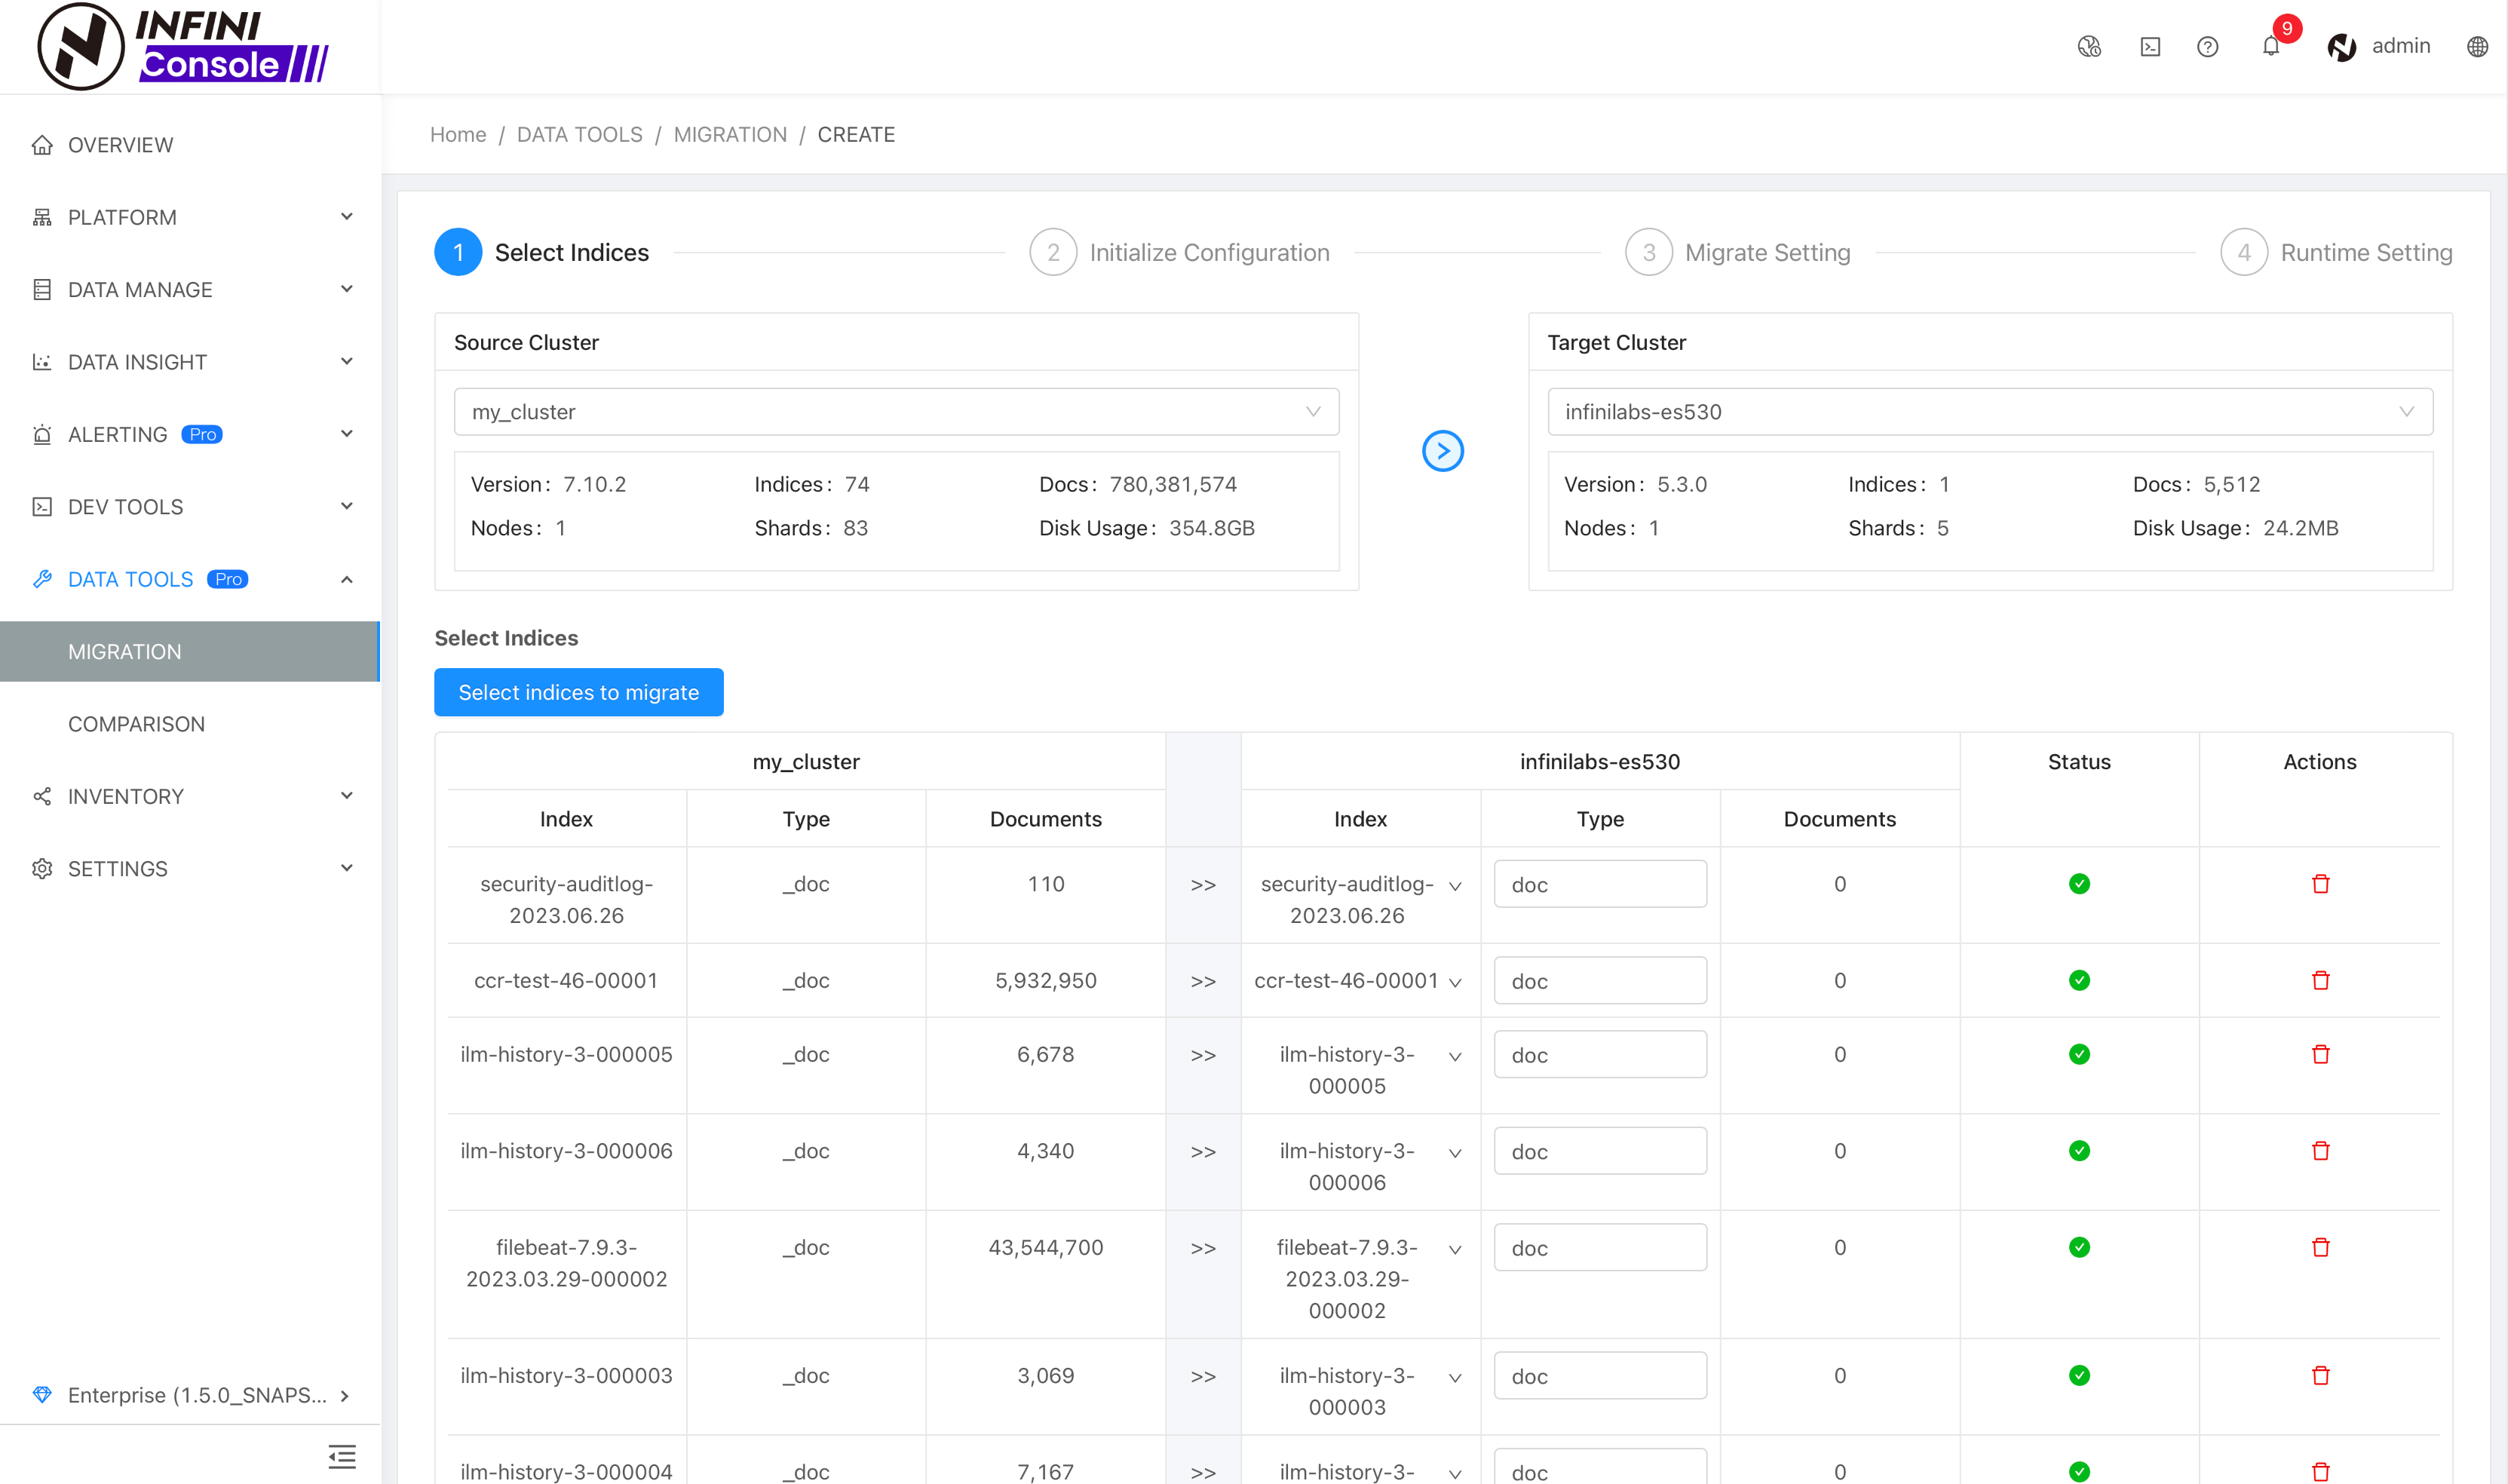 INFINI
Console
9
admin
OVERVIEW
PLATFORM
DATA MANAGE
DATA INSIGHT
ALERTING Pro
DEV TOOLS
DATA TOOLS Pro
MIGRATION
COMPARISON
INVENTORY
SETTINGS
Enterprise (1.5.0_SNAPS...
Home / DATA TOOLS / MIGRATION / CREATE
1 Select Indices
2 Initialize Configuration
3 Migrate Setting
4 Runtime Setting
Source Cluster
my_cluster
Version: 7.10.2 Indices: 74 Docs: 780,381,574
Nodes: 1 Shards: 83 Disk Usage: 354.8GB
Target Cluster
infinilabs-es530
Version: 5.3.0 Indices: 1 Docs: 5,512
Nodes: 1 Shards: 5 Disk Usage: 24.2MB
Select Indices
Select indices to migrate
my_cluster infinilabs-es530 Status Actions
Index Type Documents Index Type Documents
security-auditlog- _doc 110 >> security-auditlog- doc 0
2023.06.26 2023.06.26
ccr-test-46-00001 _doc 5,932,950 >> ccr-test-46-00001 doc 0
ilm-history-3-000005 _doc 6,678 >> ilm-history-3- doc 0
000005
ilm-history-3-000006 _doc 4,340 >> ilm-history-3- doc 0
000006
filebeat-7.9.3- _doc 43,544,700 >> filebeat-7.9.3- doc 0
2023.03.29-000002 2023.03.29-
000002
ilm-history-3-000003 _doc 3,069 >> ilm-history-3- doc 0
000003
ilm-history-3-000004 _doc 7,167 >> ilm-history-3- doc 0